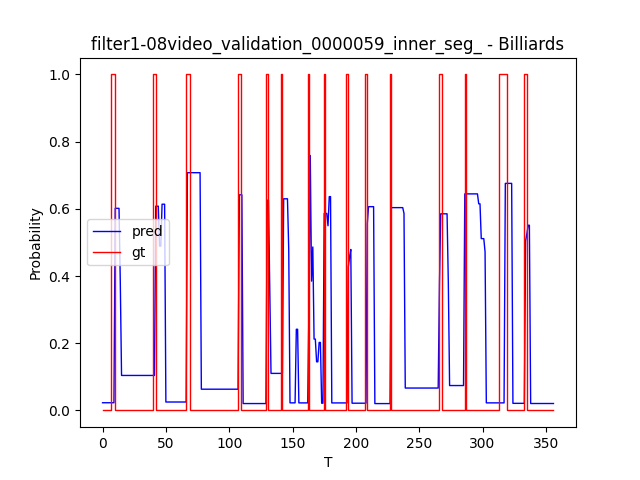 filter1-08video_validation_0000059_inner_seg_ - Billiards
1.0
0.8
0.6
0.4
0.2
0.0
Probability
pred
gt
0 50 100 150 200 250 300 350
T